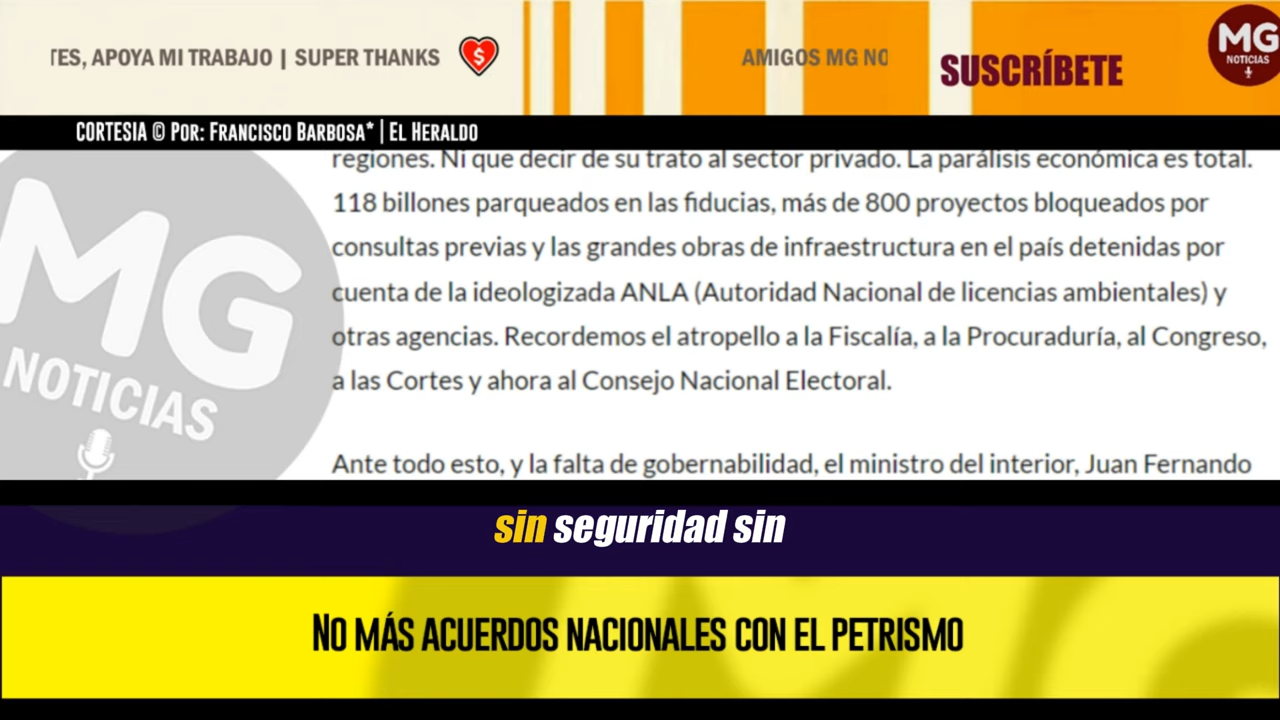 TES, APOYA MI TRABAJO | SUPER THANKS
$
AMIGOS MG NO
SUSCRÍBETE
MG
NOTICIAS
CORTESIA © POR: FRANCISCO BARBOSA* | EL HERALDO
regiones. Ni que decir de su trato al sector privado. La parálisis económica es total.
118 billones parqueados en las fiducias, más de 800 proyectos bloqueados por
consultas previas y las grandes obras de infraestructura en el país detenidas por
cuenta de la ideologizada ANLA (Autoridad Nacional de licencias ambientales) y
otras agencias. Recordemos el atropello a la Fiscalía, a la Procuraduría, al Congreso,
a las Cortes y ahora al Consejo Nacional Electoral.
Ante todo esto, y la falta de gobernabilidad, el ministro del interior, Juan Fernando
MG
NOTICIAS
sin seguridad sin
NO MÁS ACUERDOS NACIONALES CON EL PETRISMO